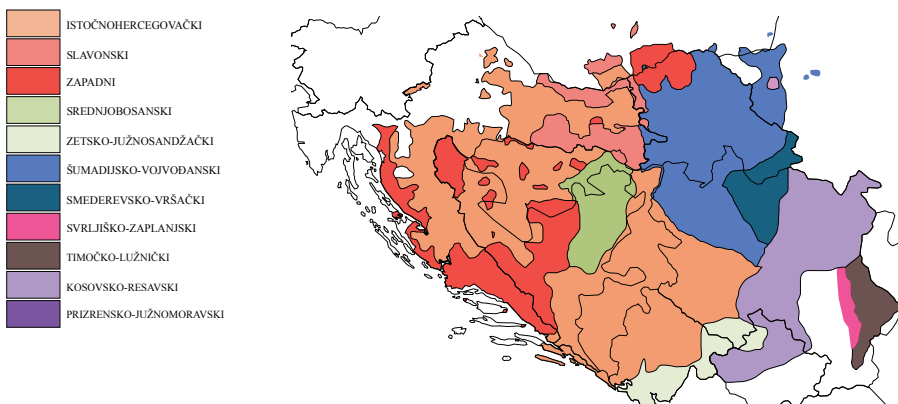 ISTOČNOHERCEGOVAČKI
SLAVONSKI
ZAPADNI
SREDNJOBOSANSKI
ZETSKO-JUŽNOSANDŽAČKI
ŠUMADIJSKO-VOJVOĐANSKI
SMEDEREVSKO-VRŠAČKI
SVRLJIŠKO-ZAPLANJSKI
TIMOČKO-LUŽNIČKI
KOSOVSKO-RESAVSKI
PRIZRENSKO-JUŽNOMORAVSKI